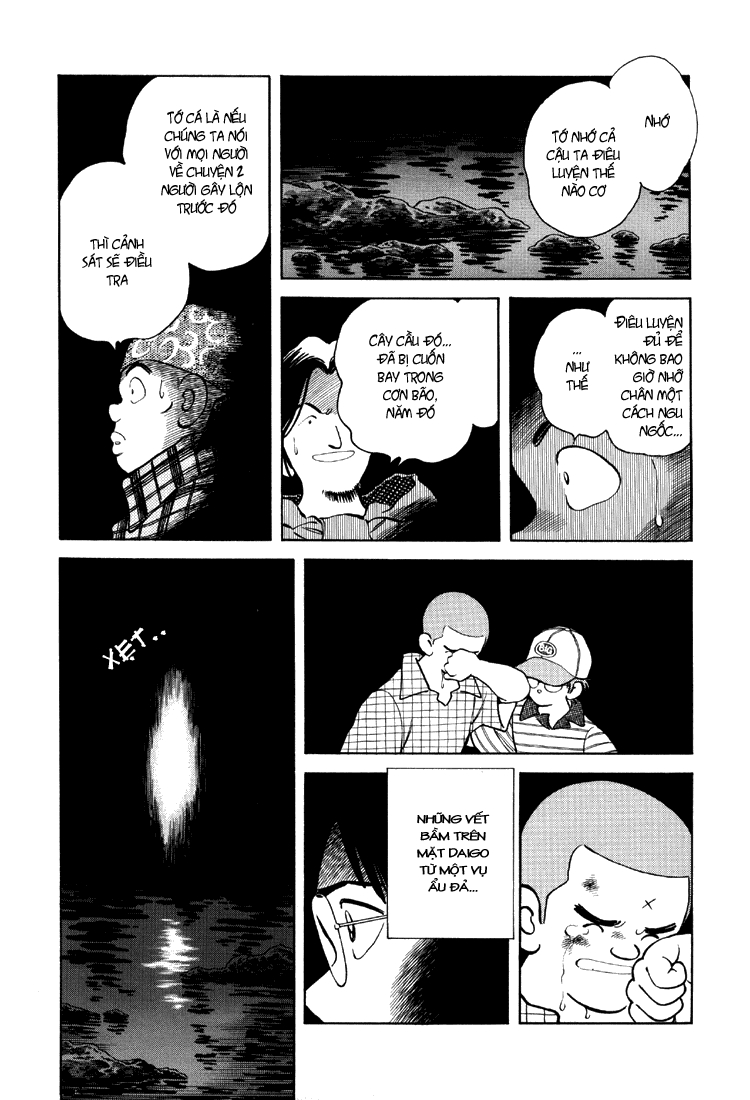 NHỚ
TỚ NHỚ CẢ
CẬU TA ĐIÊU
LUYỆN THẾ
NÀO CƠ
ĐIÊU LUYỆN
ĐỦ ĐỂ
KHÔNG BAO
GIỜ NHỠ
CHÂN MỘT
CÁCH NGU
NGỐC...
...
NHƯ
THẾ
CÂY CẦU ĐÓ...
ĐÃ BỊ CUỐN
BAY TRONG
CƠN BÃO,
NĂM ĐÓ
TỚ CÁ LÀ NẾU
CHÚNG TA NÓI
VỚI MỌI NGƯỜI
VỀ CHUYỆN 2
NGƯỜI GÂY LỘN
TRƯỚC ĐÓ
THÌ CẢNH
SÁT SẼ ĐIỀU
TRA
NHỮNG VẾT
BẦM TRÊN
MẶT DAIGO
TỪ MỘT VỤ
ẨU ĐẢ...
XẸT..